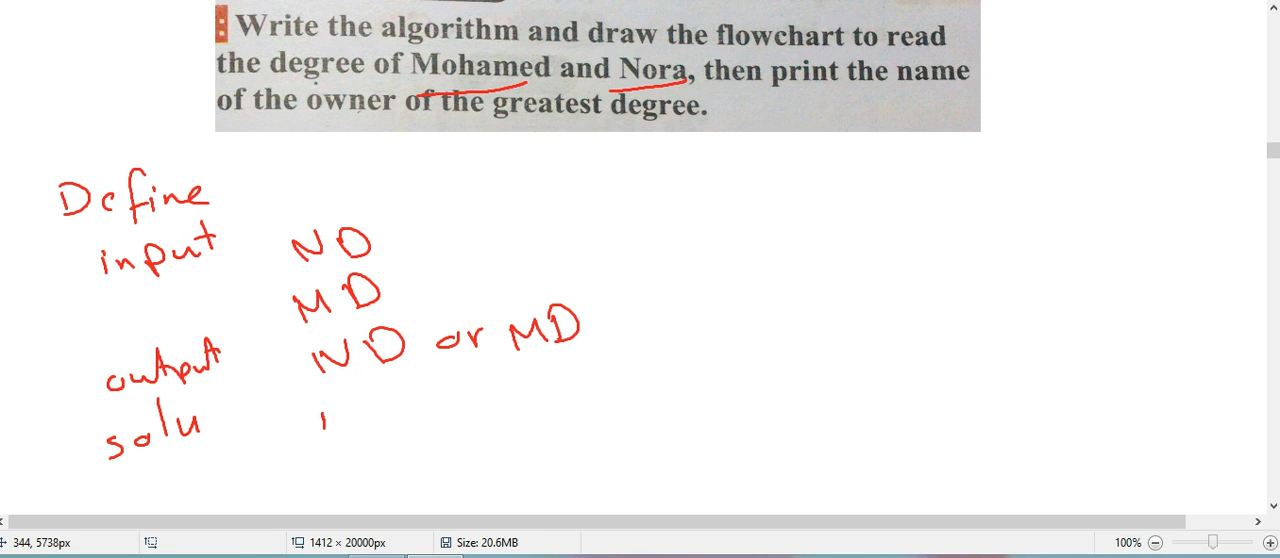 : Write the algorithm and draw the flowchart to read
the degree of Mohamed and Nora, then print the name
of the owner of the greatest degree.
Define
input ND
MD
output ND or MD
solu
344, 5738px
1412 × 20000px
Size: 20.6MB
100%